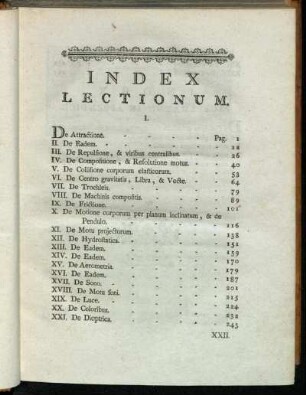 INDEX
LECTIONUM.
I.
De Attractione. Pag. 1
II. De Eadem. 12
III. De Repulsione, & viribus centralibus. 26
IV. De Compositione, & Resolutione motus. 40
V. De Collisione corporum elasticorum. 53
VI. De Centro gravitatis, Libra, & Vecte. 64
VII. De Trochleis. 79
VIII. De Machinis compositis. 89
IX. De Frictione. 101
X. De Motione corporum per planum inclinatum, & de
Pendulo. 116
XI. De Motu projectorum. 138
XII. De Hydrostatica. 151
XIII. De Eadem. 159
XIV. De Eadem. 170
XV. De Aerometria. 179
XVI. De Eadem. 187
XVII. De Sono. 201
XVIII. De Motu soni. 215
XIX. De Luce. 224
XX. De Coloribus. 232
XXI. De Dioptrica. 245
XXII.